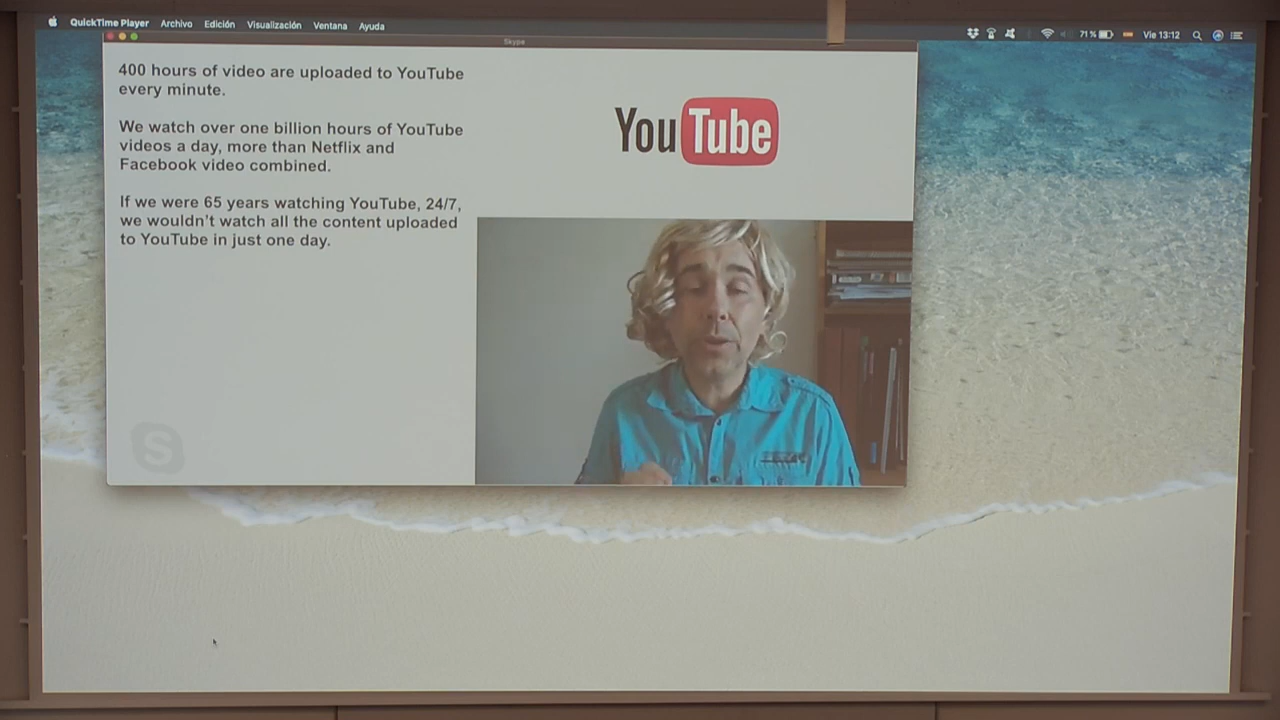 QuickTime Player Archivo Edición Visualización Ventana Ayuda
71 % Vie 13:12
Skype
400 hours of video are uploaded to YouTube
every minute.
We watch over one billion hours of YouTube
videos a day, more than Netflix and
Facebook video combined.
If we were 65 years watching YouTube, 24/7,
we wouldn't watch all the content uploaded
to YouTube in just one day.
YouTube
S